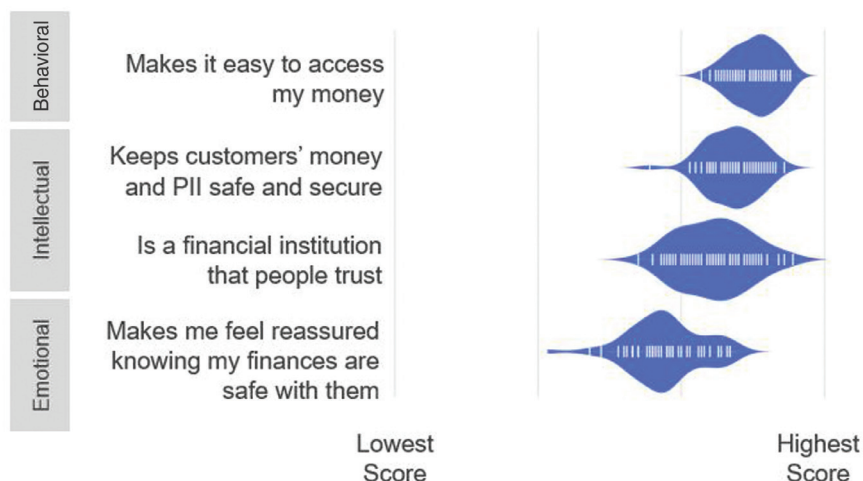 Behavioral
Makes it easy to access
my money
Intellectual
Keeps customers’ money
and PII safe and secure
Is a financial institution
that people trust
Emotional
Makes me feel reassured
knowing my finances are
safe with them
Lowest
Score
Highest
Score